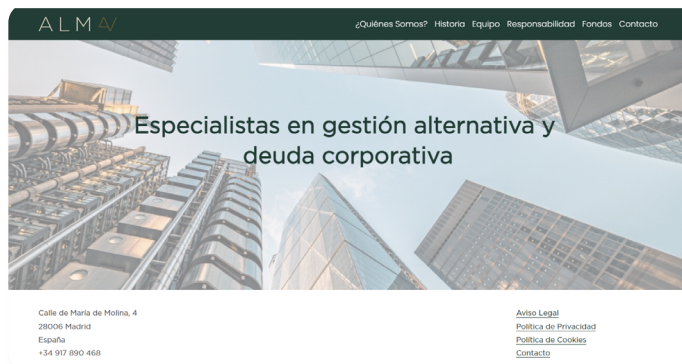 ALMA
¿Quiénes Somos? Historia Equipo Responsabilidad Fondos Contacto
Especialistas en gestión alternativa y
deuda corporativa
Calle de María de Molina, 4
28006 Madrid
España
+34 917 890 468
Aviso Legal
Política de Privacidad
Política de Cookies
Contacto